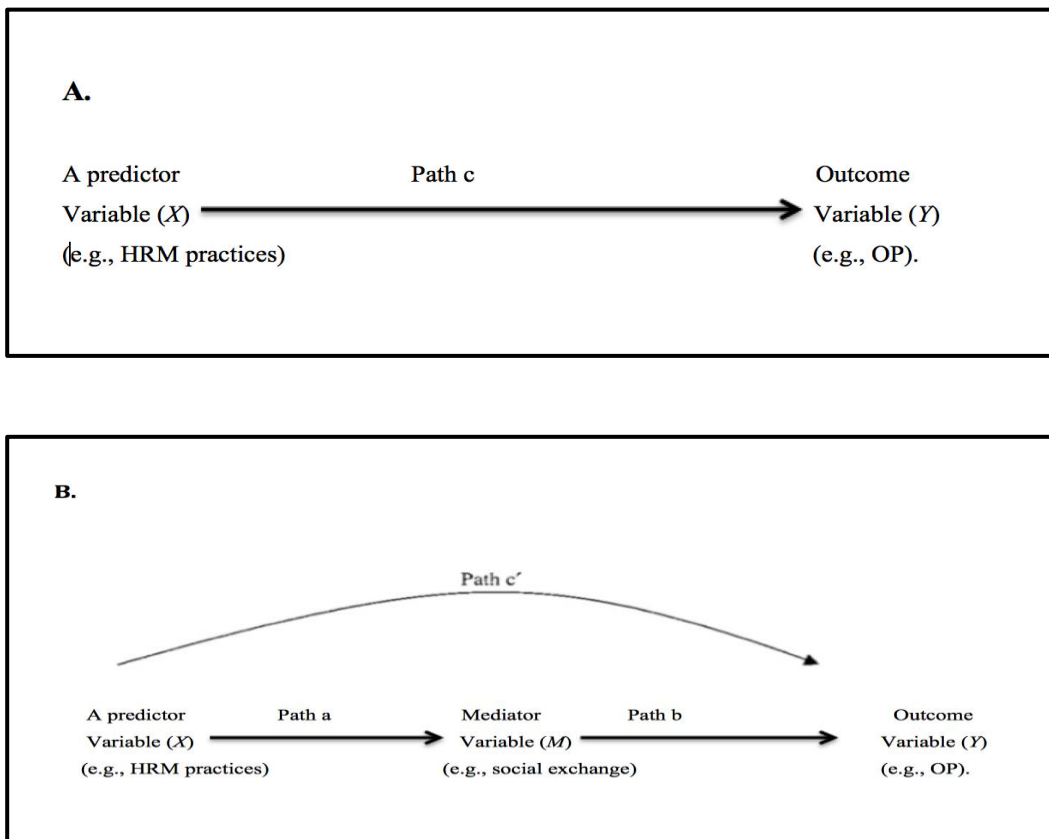 A.
A predictor Path c Outcome
Variable (X) Variable (Y)
(e.g., HRM practices) (e.g., OP).
B.
Path c´
A predictor Path a Mediator Path b Outcome
Variable (X) Variable (M) Variable (Y)
(e.g., HRM practices) (e.g., social exchange) (e.g., OP).